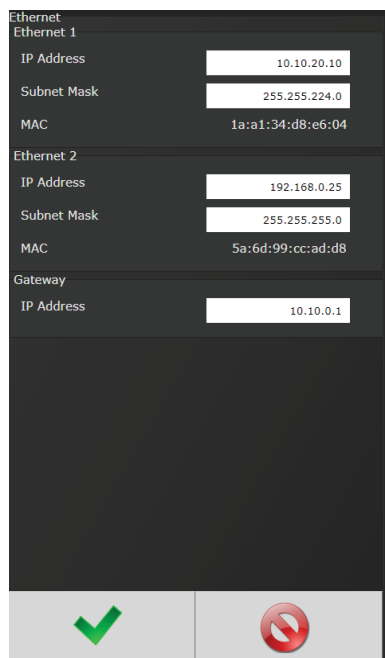 Ethernet
Ethernet 1
IP Address 10.10.20.10
Subnet Mask 255.255.224.0
MAC 1a:a1:34:d8:e6:04
Ethernet 2
IP Address 192.168.0.25
Subnet Mask 255.255.255.0
MAC 5a:6d:99:cc:ad:d8
Gateway
IP Address 10.10.0.1